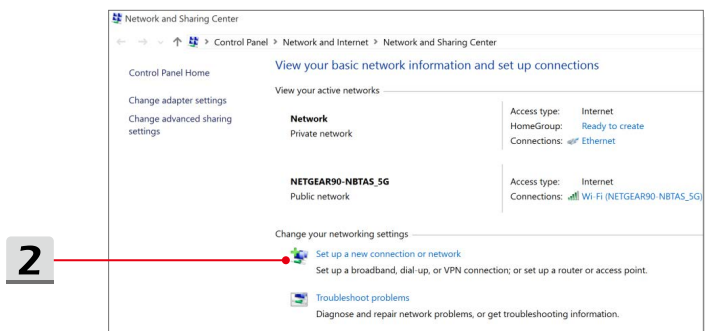 Network and Sharing Center
Control Panel > Network and Internet > Network and Sharing Center
Control Panel Home
Change adapter settings
Change advanced sharing
settings
View your basic network information and set up connections
View your active networks
Network
Private network
Access type: Internet
HomeGroup: Ready to create
Connections: Ethernet
NETGEAR90-NBTAS_5G
Public network
Access type: Internet
Connections: Wi-Fi (NETGEAR90-NBTAS_5G)
Change your networking settings
2
Set up a new connection or network
Set up a broadband, dial-up, or VPN connection; or set up a router or access point.
Troubleshoot problems
Diagnose and repair network problems, or get troubleshooting information.